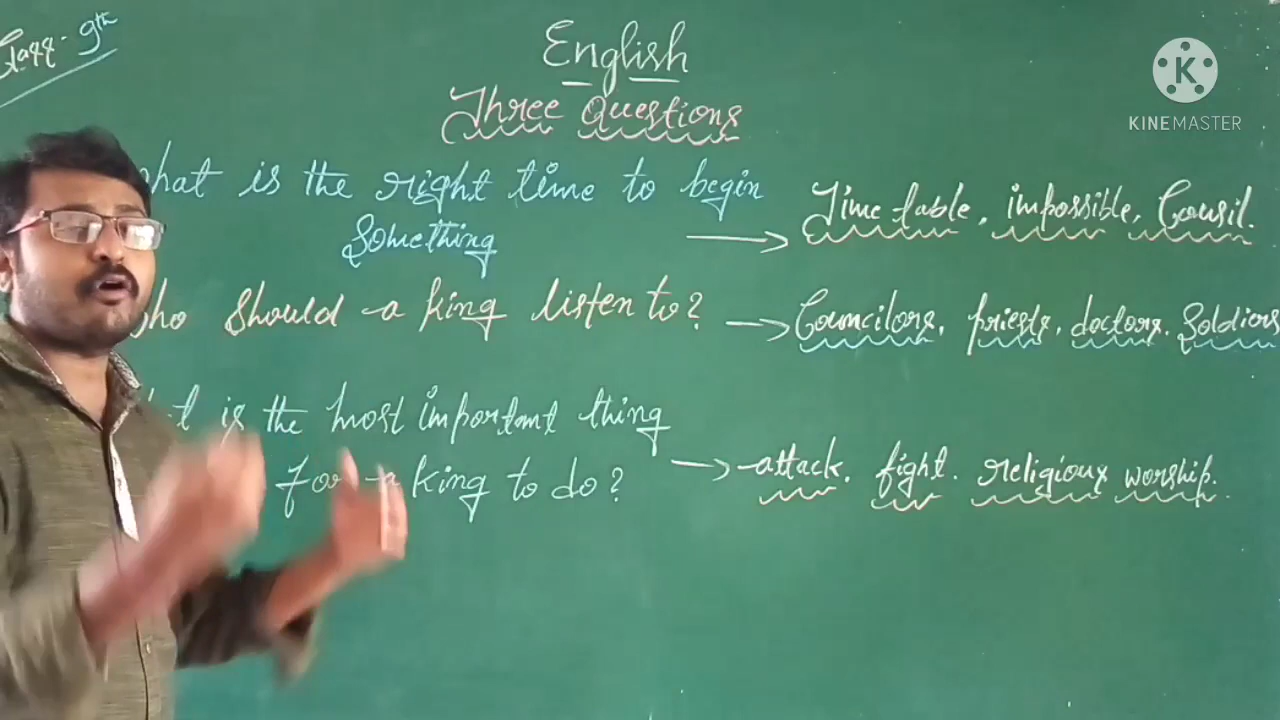 Class - 9th
English
Three Questions
hat is the right time to begin
Something
→ Time table, impossible, Cousil.
ho should a king listen to?
→ Councilors, priests, doctors. Soldiers
t is the most important thing
For a king to do?
→ attack. fight. religious worship.
K
KINEMASTER